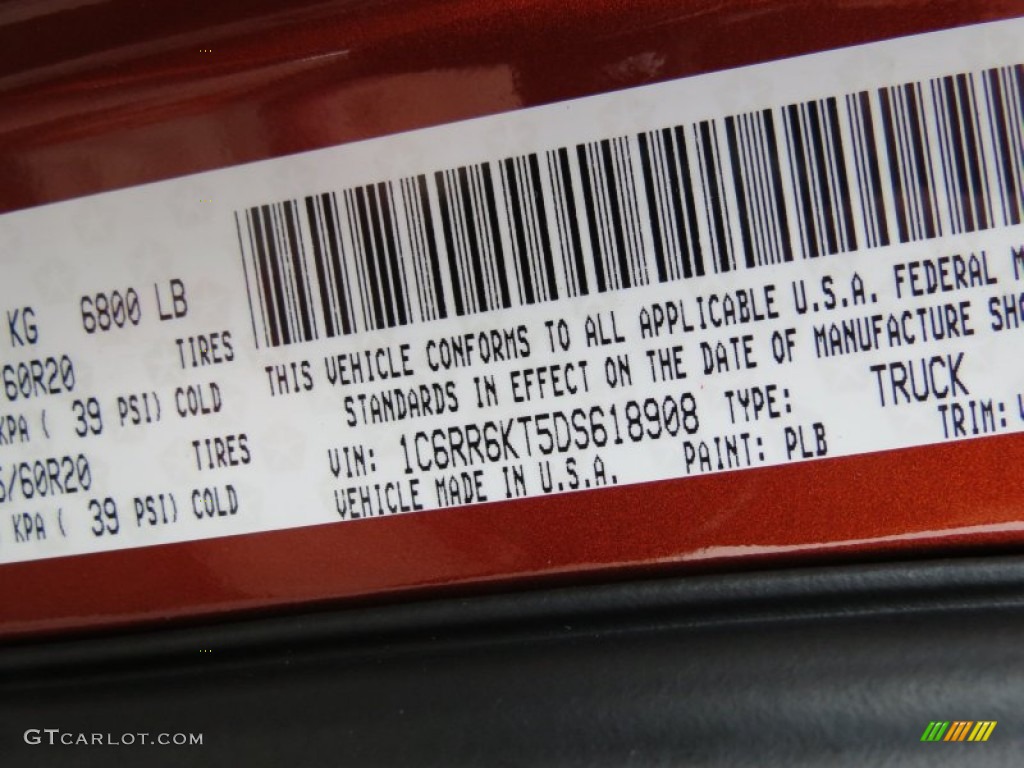 KG 6800 LB
/60R20 TIRES
KPA ( 39 PSI) COLD
/60R20 TIRES
KPA ( 39 PSI) COLD
THIS VEHICLE CONFORMS TO ALL APPLICABLE U.S.A. FEDERAL M
STANDARDS IN EFFECT ON THE DATE OF MANUFACTURE SHO
VIN: 1C6RR6KT5DS618908 TYPE: TRUCK
VEHICLE MADE IN U.S.A. PAINT: PLB TRIM:
GTCARLOT.COM